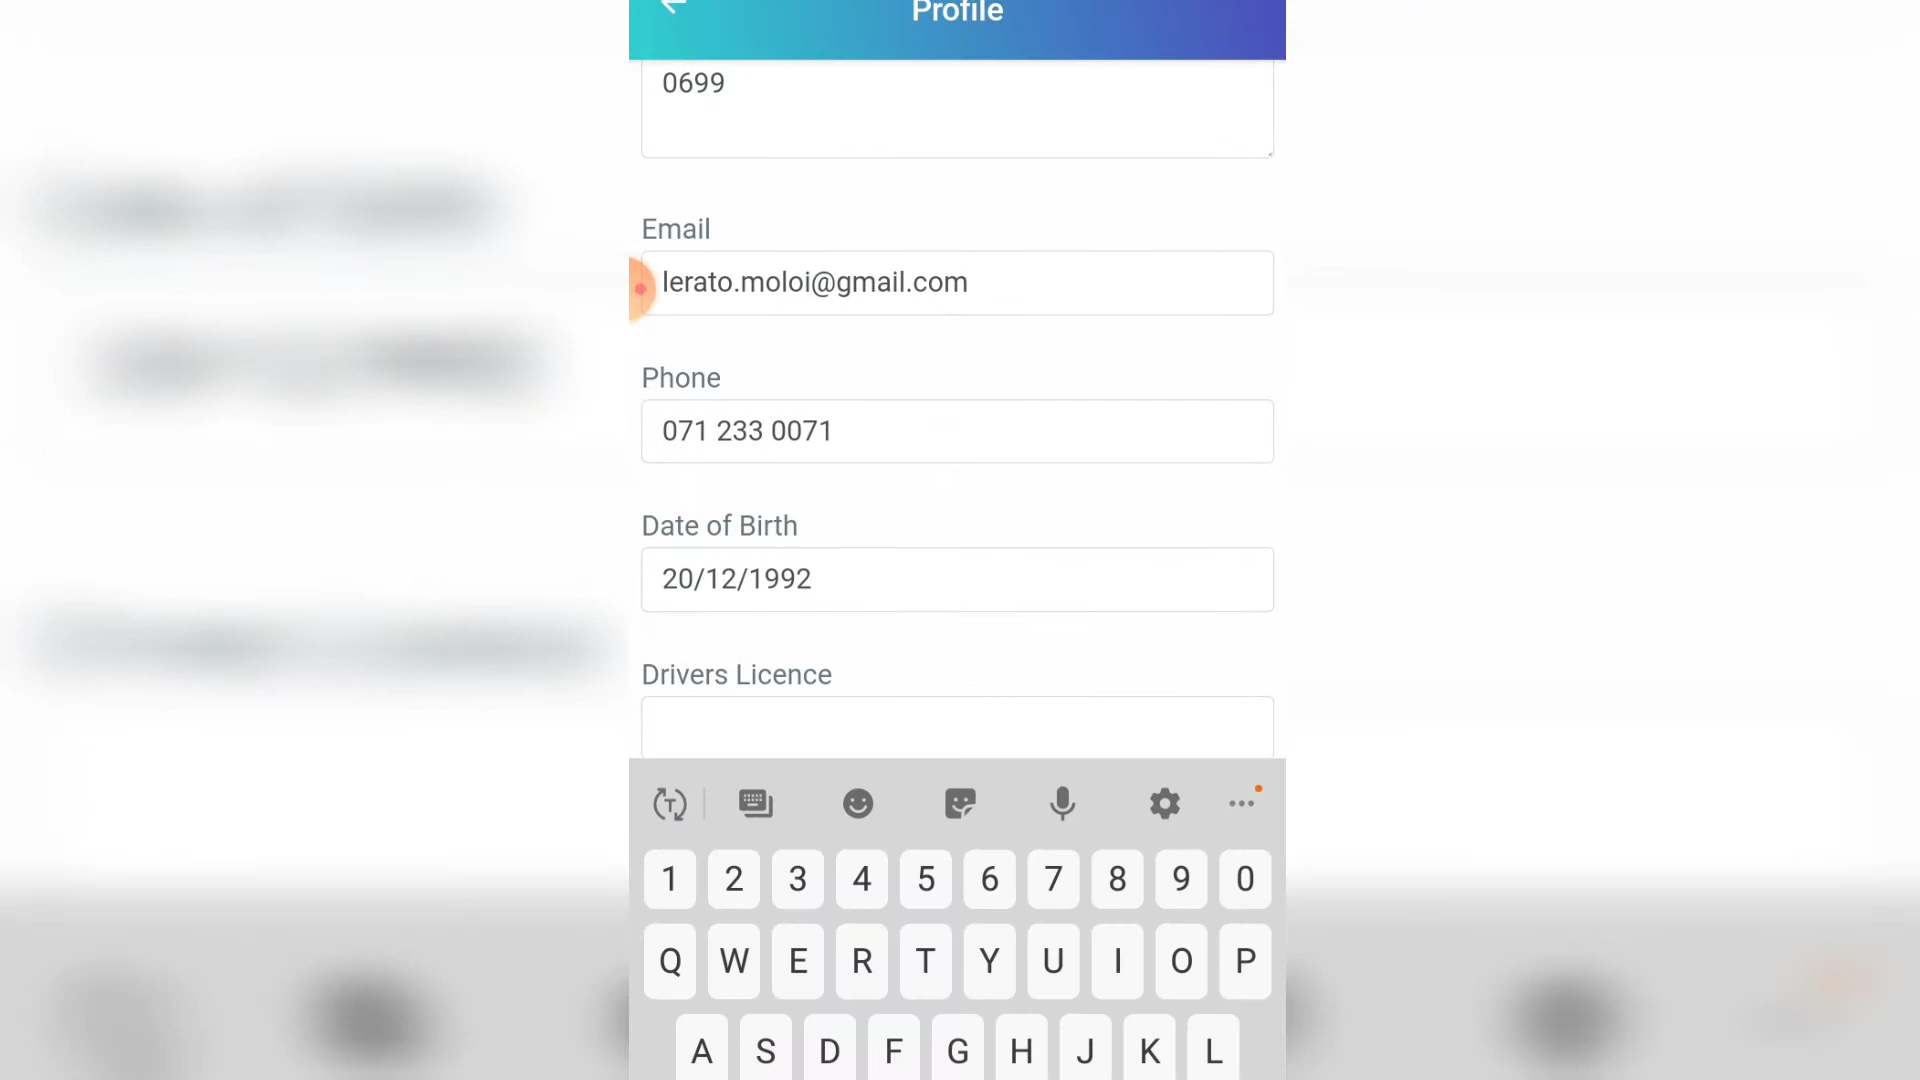 Profile
0699
Email
lerato.moloi@gmail.com
Phone
071 233 0071
Date of Birth
20/12/1992
Drivers Licence
T
1 2 3 4 5 6 7 8 9 0
Q W E R T Y U I O P
A S D F G H J K L